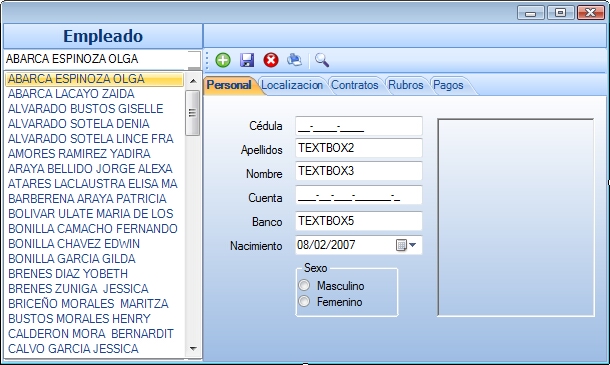 Empleado
ABARCA ESPINOZA OLGA
ABARCA ESPINOZA OLGA
ABARCA LACAYO ZAIDA
ALVARADO BUSTOS GISELLE
ALVARADO SOTELA DENIA
ALVARADO SOTELA LINCE FRA
AMORES RAMIREZ YADIRA
ARAYA BELLIDO JORGE ALEXA
ATARES LACLAUSTRA ELISA MA
BARBERENA ARAYA PATRICIA
BOLIVAR ULATE MARIA DE LOS
BONILLA CAMACHO FERNANDO
BONILLA CHAVEZ EDWIN
BONILLA GARCIA GILDA
BRENES DIAZ YOBETH
BRENES ZUNIGA JESSICA
BRICEÑO MORALES MARITZA
BUSTOS MORALES HENRY
CALDERON MORA BERNARDIT
CALVO GARCIA JESSICA
Personal Localizacion Contratos Rubros Pagos
Cédula __-____-____
Apellidos TEXTBOX2
Nombre TEXTBOX3
Cuenta ___-__-___-______-_
Banco TEXTBOX5
Nacimiento 08/02/2007
Sexo
Masculino
Femenino